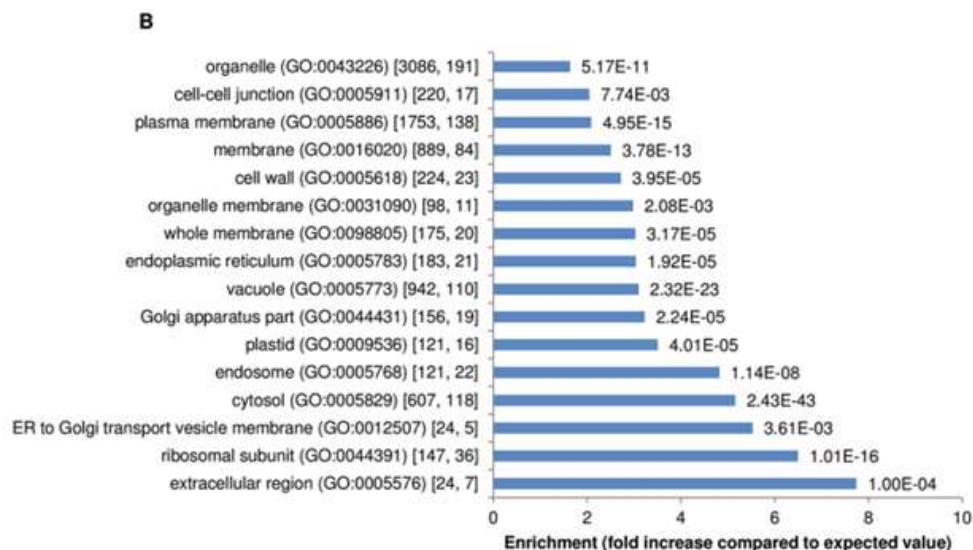 B
organelle (GO:0043226) [3086, 191] 5.17E-11
cell-cell junction (GO:0005911) [220, 17] 7.74E-03
plasma membrane (GO:0005886) [1753, 138] 4.95E-15
membrane (GO:0016020) [889, 84] 3.78E-13
cell wall (GO:0005618) [224, 23] 3.95E-05
organelle membrane (GO:0031090) [98, 11] 2.08E-03
whole membrane (GO:0098805) [175, 20] 3.17E-05
endoplasmic reticulum (GO:0005783) [183, 21] 1.92E-05
vacuole (GO:0005773) [942, 110] 2.32E-23
Golgi apparatus part (GO:0044431) [156, 19] 2.24E-05
plastid (GO:0009536) [121, 16] 4.01E-05
endosome (GO:0005768) [121, 22] 1.14E-08
cytosol (GO:0005829) [607, 118] 2.43E-43
ER to Golgi transport vesicle membrane (GO:0012507) [24, 5] 3.61E-03
ribosomal subunit (GO:0044391) [147, 36] 1.01E-16
extracellular region (GO:0005576) [24, 7] 1.00E-04
0 2 4 6 8 10
Enrichment (fold increase compared to expected value)